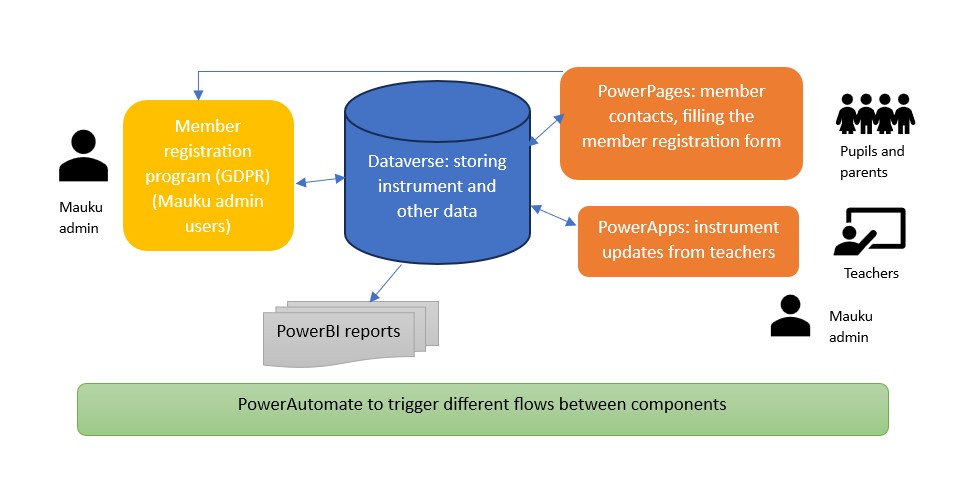 Mauku
admin
Member
registration
program (GDPR)
(Mauku admin
users)
Dataverse: storing
instrument and
other data
PowerPages: member
contacts, filling the
member registration form
Pupils and
parents
PowerApps: instrument
updates from teachers
Teachers
Mauku
admin
PowerBI reports
PowerAutomate to trigger different flows between components